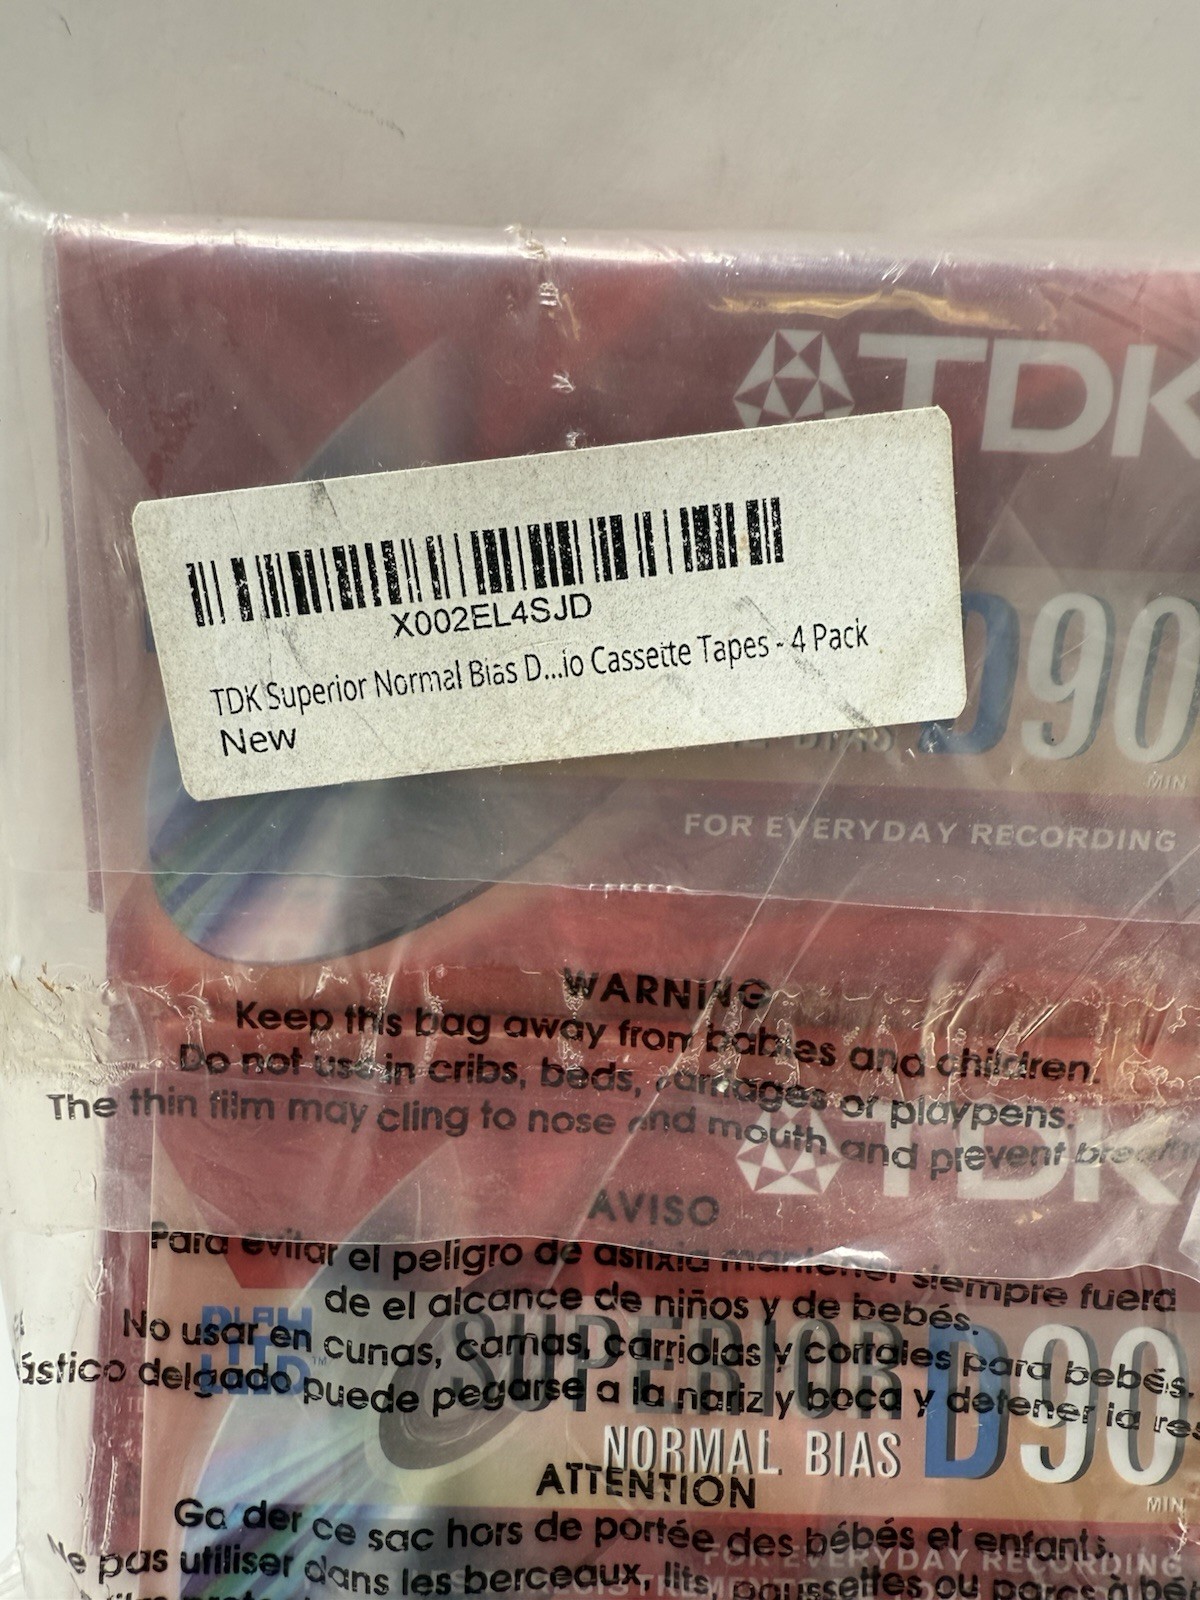 TDK
X002EL4SJD
TDK Superior Normal Bias D...io Cassette Tapes - 4 Pack
New
D90
BIAS
MIN
FOR EVERYDAY RECORDING
WARNING
Keep this bag away from babies and children.
Do not use in cribs, beds, carriages or playpens.
The thin film may cling to nose and mouth and prevent
TDK
AVISO
Para evitar el peligro de asfixia mantener siempre fuera
de el alcance de niños y de bebés.
No usar en cunas, camas, carriolas y corrales para bebés.
delgado puede pegarse a la nariz y boca y detener la
SUPERIOR D90
NORMAL BIAS
MIN
ATTENTION
Garder ce sac hors de portée des bébés et enfants.
FOR EVERYDAY RECORDING
Ne pas utiliser dans les berceaux, lits, poussettes ou parcs à